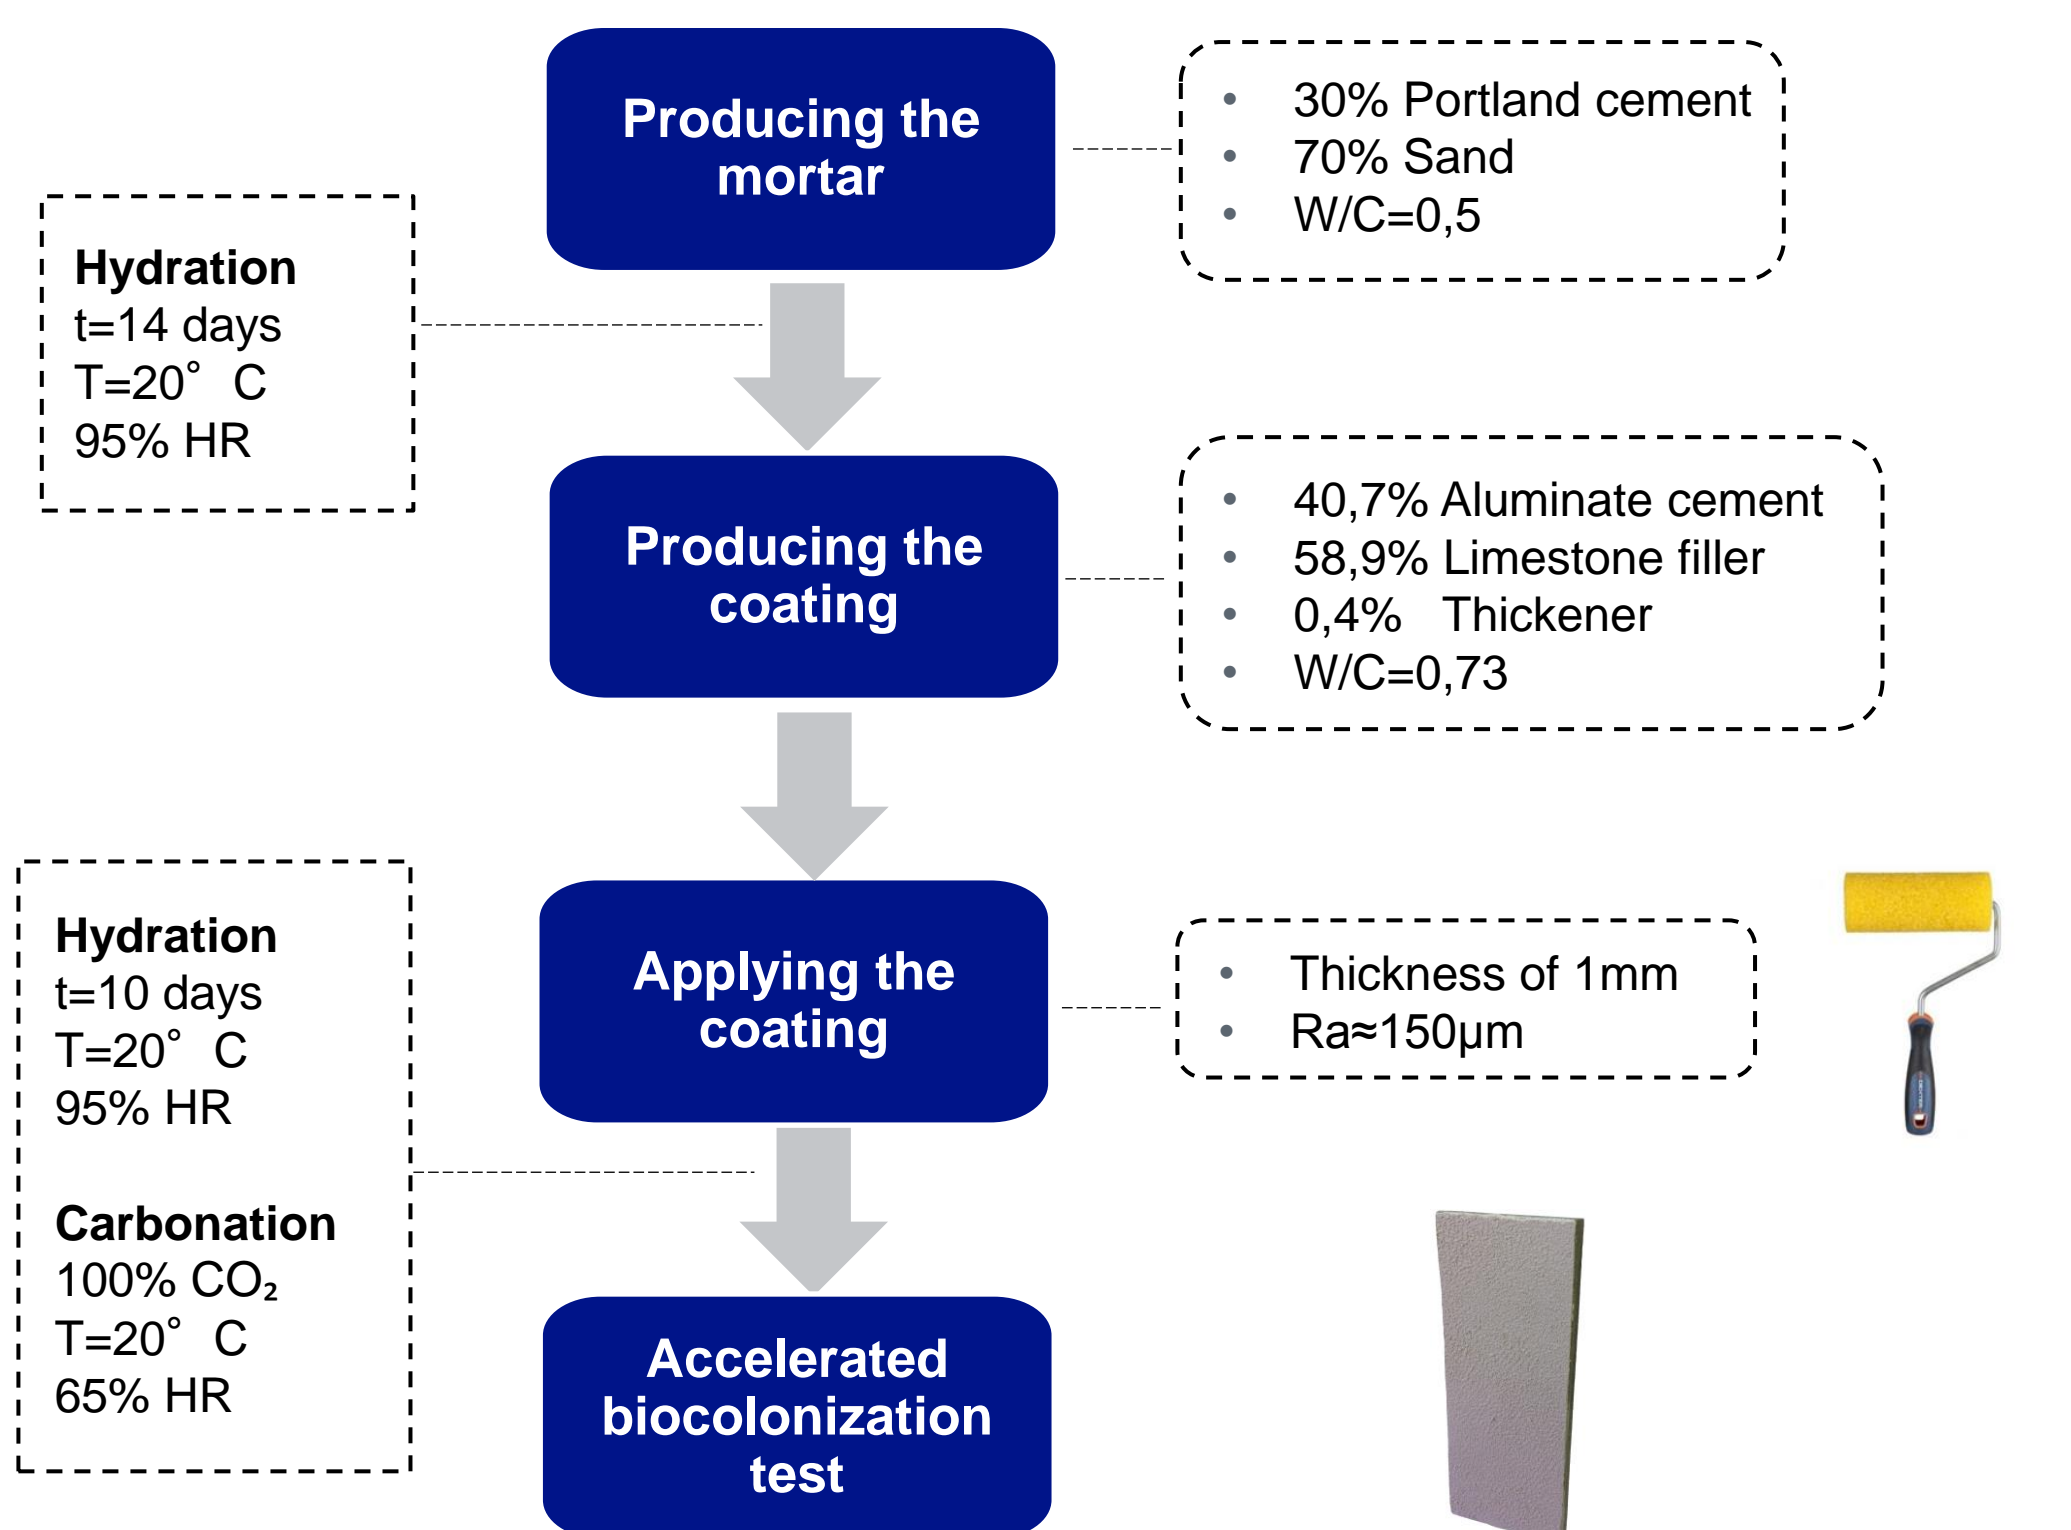 Producing the
mortar
• 30% Portland cement
• 70% Sand
• W/C=0,5
Hydration
t=14 days
T=20° C
95% HR
Producing the
coating
• 40,7% Aluminate cement
• 58,9% Limestone filler
• 0,4% Thickener
• W/C=0,73
Applying the
coating
• Thickness of 1mm
• Ra≈150µm
Hydration
t=10 days
T=20° C
95% HR
Carbonation
100% CO₂
T=20° C
65% HR
Accelerated
biocolonization
test
DEXTER